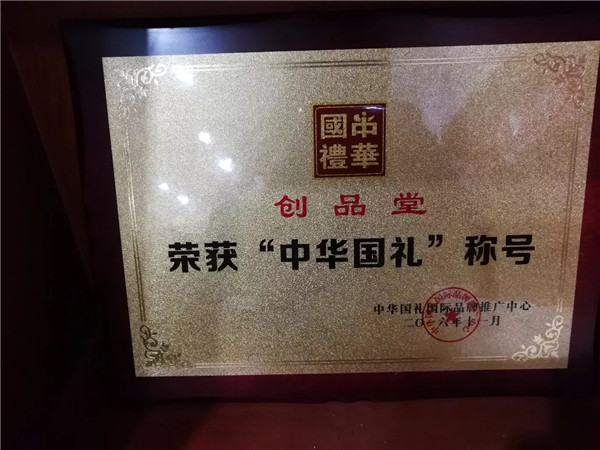 中華
國禮
创品堂
荣获“中华国礼”称号
中华国礼国际品牌推广中心
二〇一六年十一月